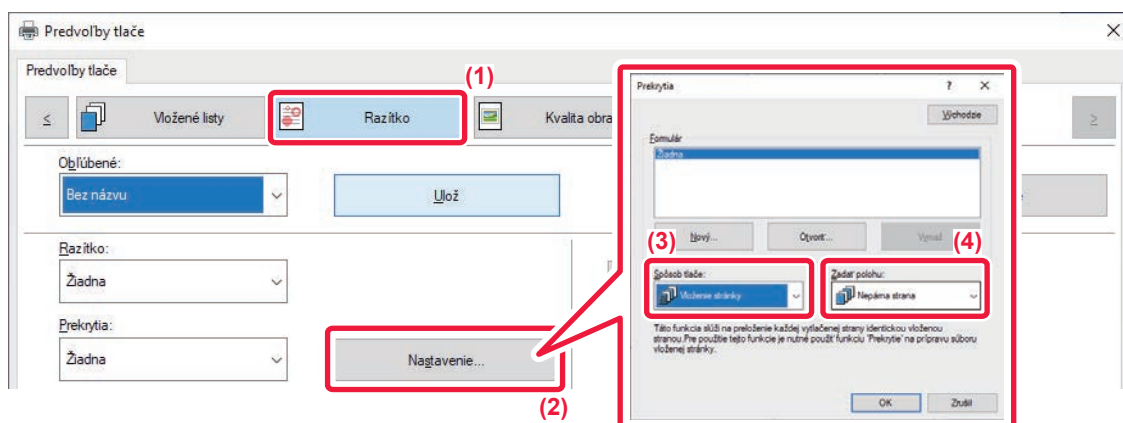 Predvoľby tlače
Predvoľby tlače
(1)
< Vložené listy Razítko Kvalita obra >
Obľúbené:
Bez názvu Ulož
Razítko:
Žiadna
Prekrytia:
Žiadna Nastavenie...
(2)
Prekrytia ? ×
Východzie
Formulár
Žiadna
Nový... Otvoriť... Vymaž
(3) (4)
Spôsob tlače: Zadať polohu:
Vloženie stránky Nepárna strana
Táto funkcia slúži na preloženie každej vytlačenej strany identickou vloženou
stranou.Pre použitie tejto funkcie je nutné použiť funkciu 'Prekrytie' na prípravu súboru
vloženej stránky.
OK Zrušiť